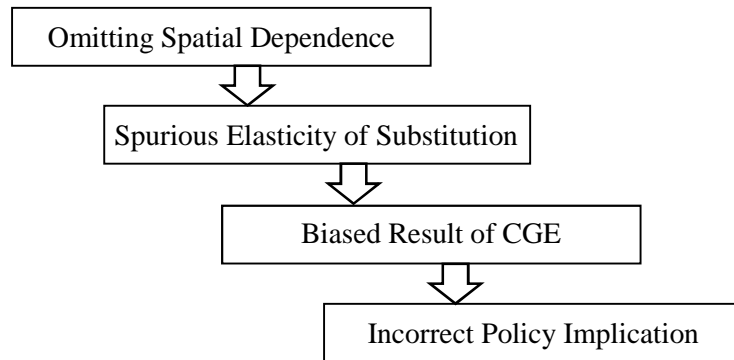 Omitting Spatial Dependence
Spurious Elasticity of Substitution
Biased Result of CGE
Incorrect Policy Implication